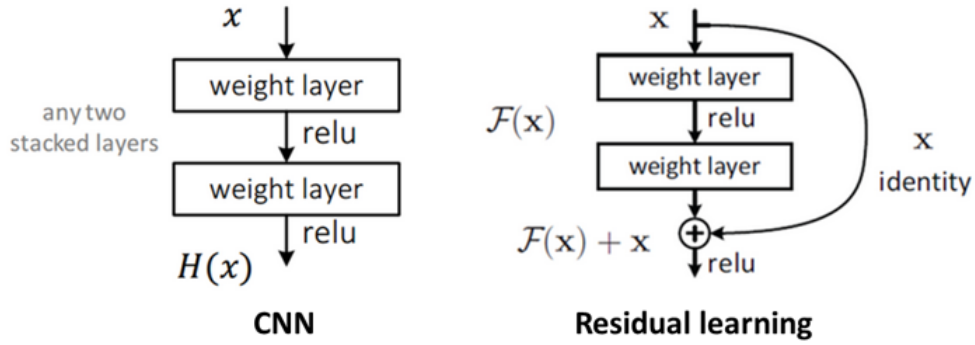 x
weight layer
any two
stacked layers
relu
weight layer
relu
H(x)
CNN
x
weight layer
F(x)
relu
weight layer
x
identity
F(x) + x
relu
Residual learning